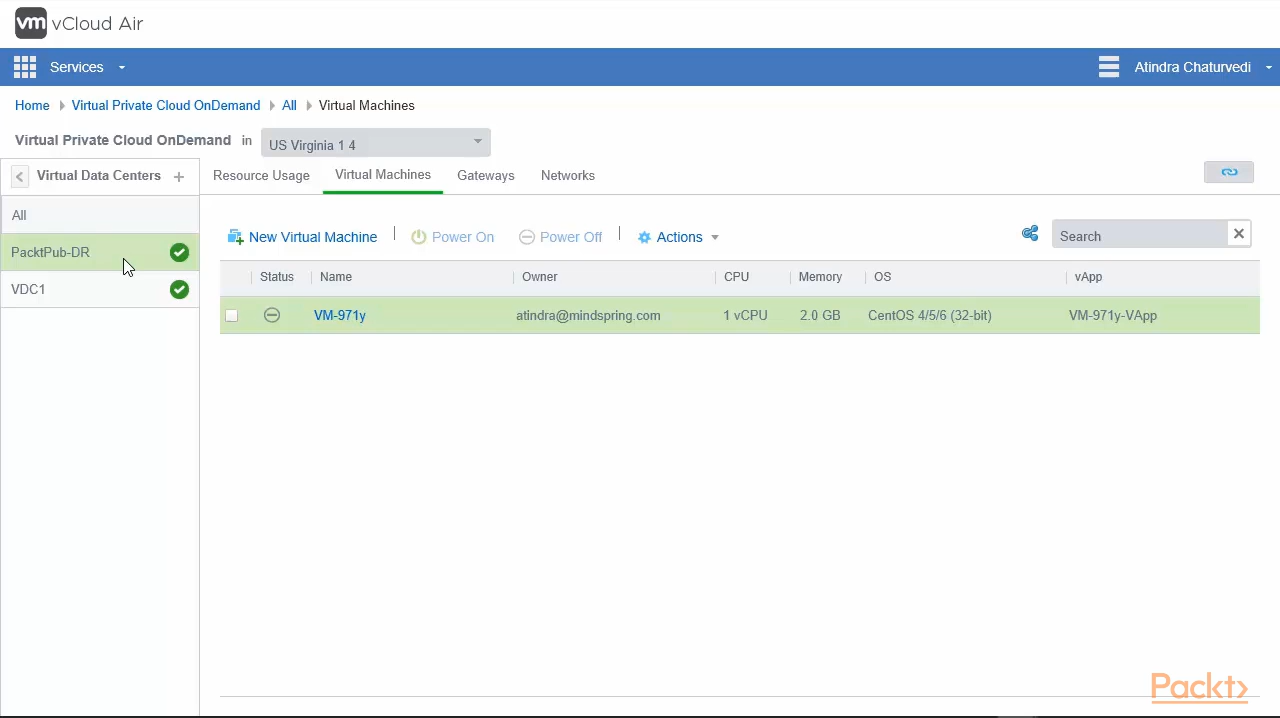 vm vCloud Air
Services
Atindra Chaturvedi
Home Virtual Private Cloud OnDemand All Virtual Machines
Virtual Private Cloud OnDemand in US Virginia 1 4
Virtual Data Centers +
Resource Usage Virtual Machines Gateways Networks
All
PacktPub-DR
VDC1
New Virtual Machine Power On Power Off Actions
Search
Status Name Owner CPU Memory OS vApp
VM-971y atindra@mindspring.com 1 vCPU 2.0 GB CentOS 4/5/6 (32-bit) VM-971y-VApp
Packt